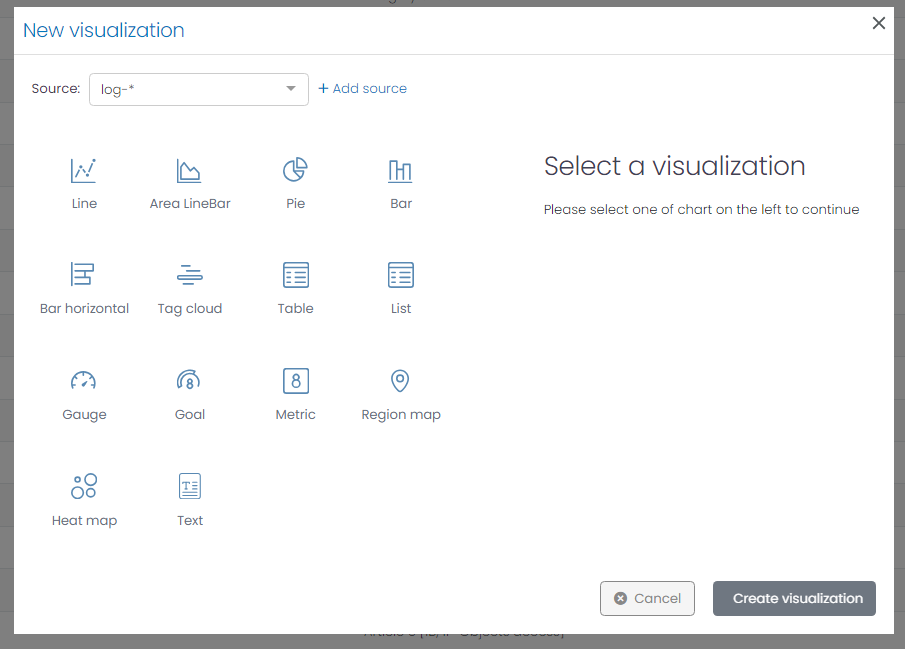 New visualization
Source: log-* + Add source
Line Area LineBar Pie Bar
Select a visualization
Please select one of chart on the left to continue
Bar horizontal Tag cloud Table List
8 8
Gauge Goal Metric Region map
Heat map Text
Cancel Create visualization